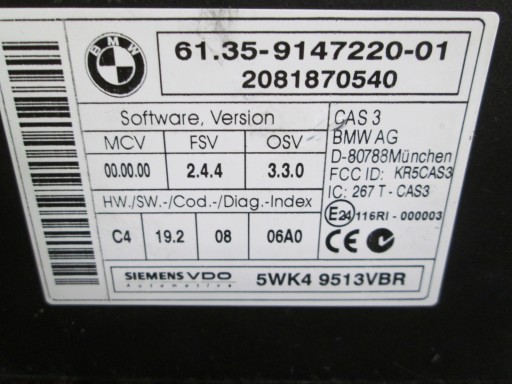 BMW
61.35-9147220-01
2081870540
Software, Version
MCV FSV OSV
00.00.00 2.4.4 3.3.0
HW./SW.-/Cod.-/Diag.-Index
C4 19.2 08 06A0
CAS 3
BMW AG
D-80788München
FCC ID: KR5CAS3
IC: 267 T - CAS3
E24 116RI - 000003
CE
SIEMENS VDO
Automotive
5WK4 9513VBR